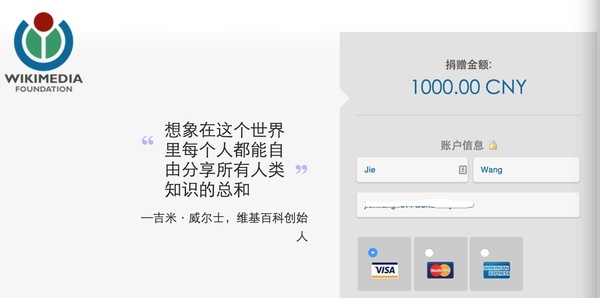 WIKIMEDIA
FOUNDATION
想象在这个世界
里每个人都能自
由分享所有人类
知识的总和
—吉米·威尔士，维基百科创始
人
捐赠金额:
1000.00 CNY
账户信息
Jie
Wang
VISA
MasterCard
AMERICAN
EXPRESS